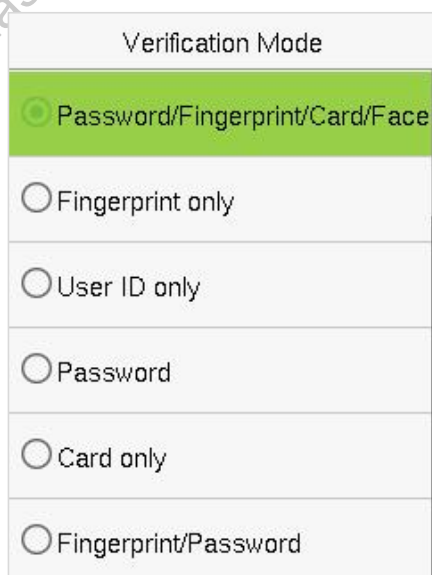 Verification Mode
Password/Fingerprint/Card/Face
Fingerprint only
User ID only
Password
Card only
Fingerprint/Password